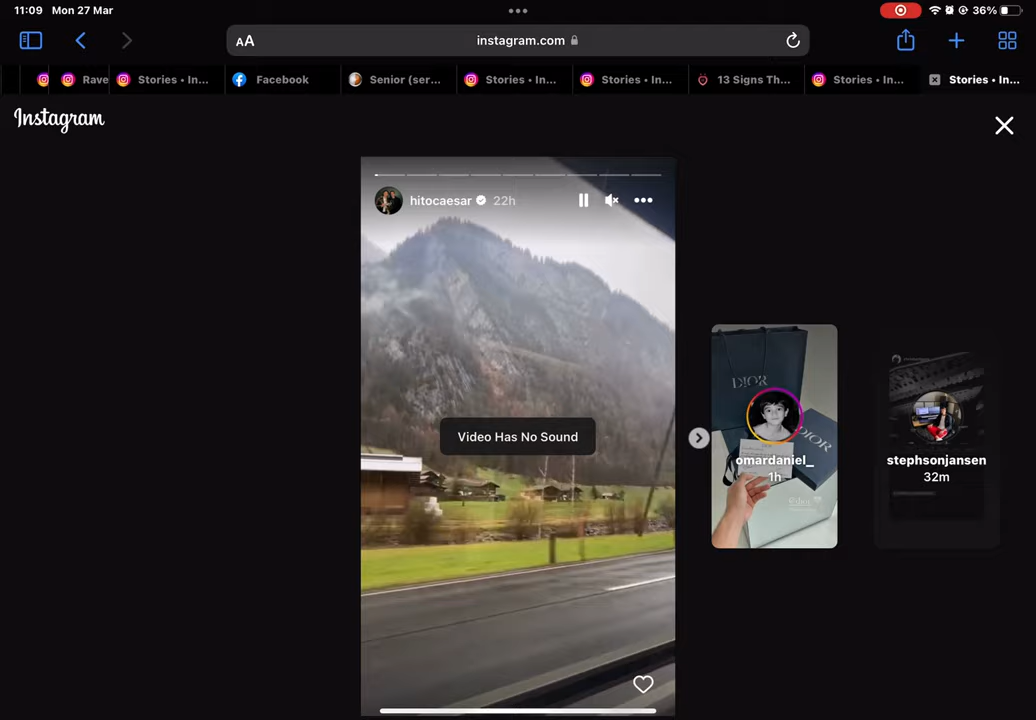 11:09 Mon 27 Mar
36%
AA
instagram.com
Rave
Stories • In...
Facebook
Senior (ser...
Stories • In...
Stories • In...
13 Signs Th...
Stories • In...
Stories • In...
Instagram
hitocaesar 22h
Video Has No Sound
DIOR
DIOR
omardaniel_
1h
stephsonjansen
32m